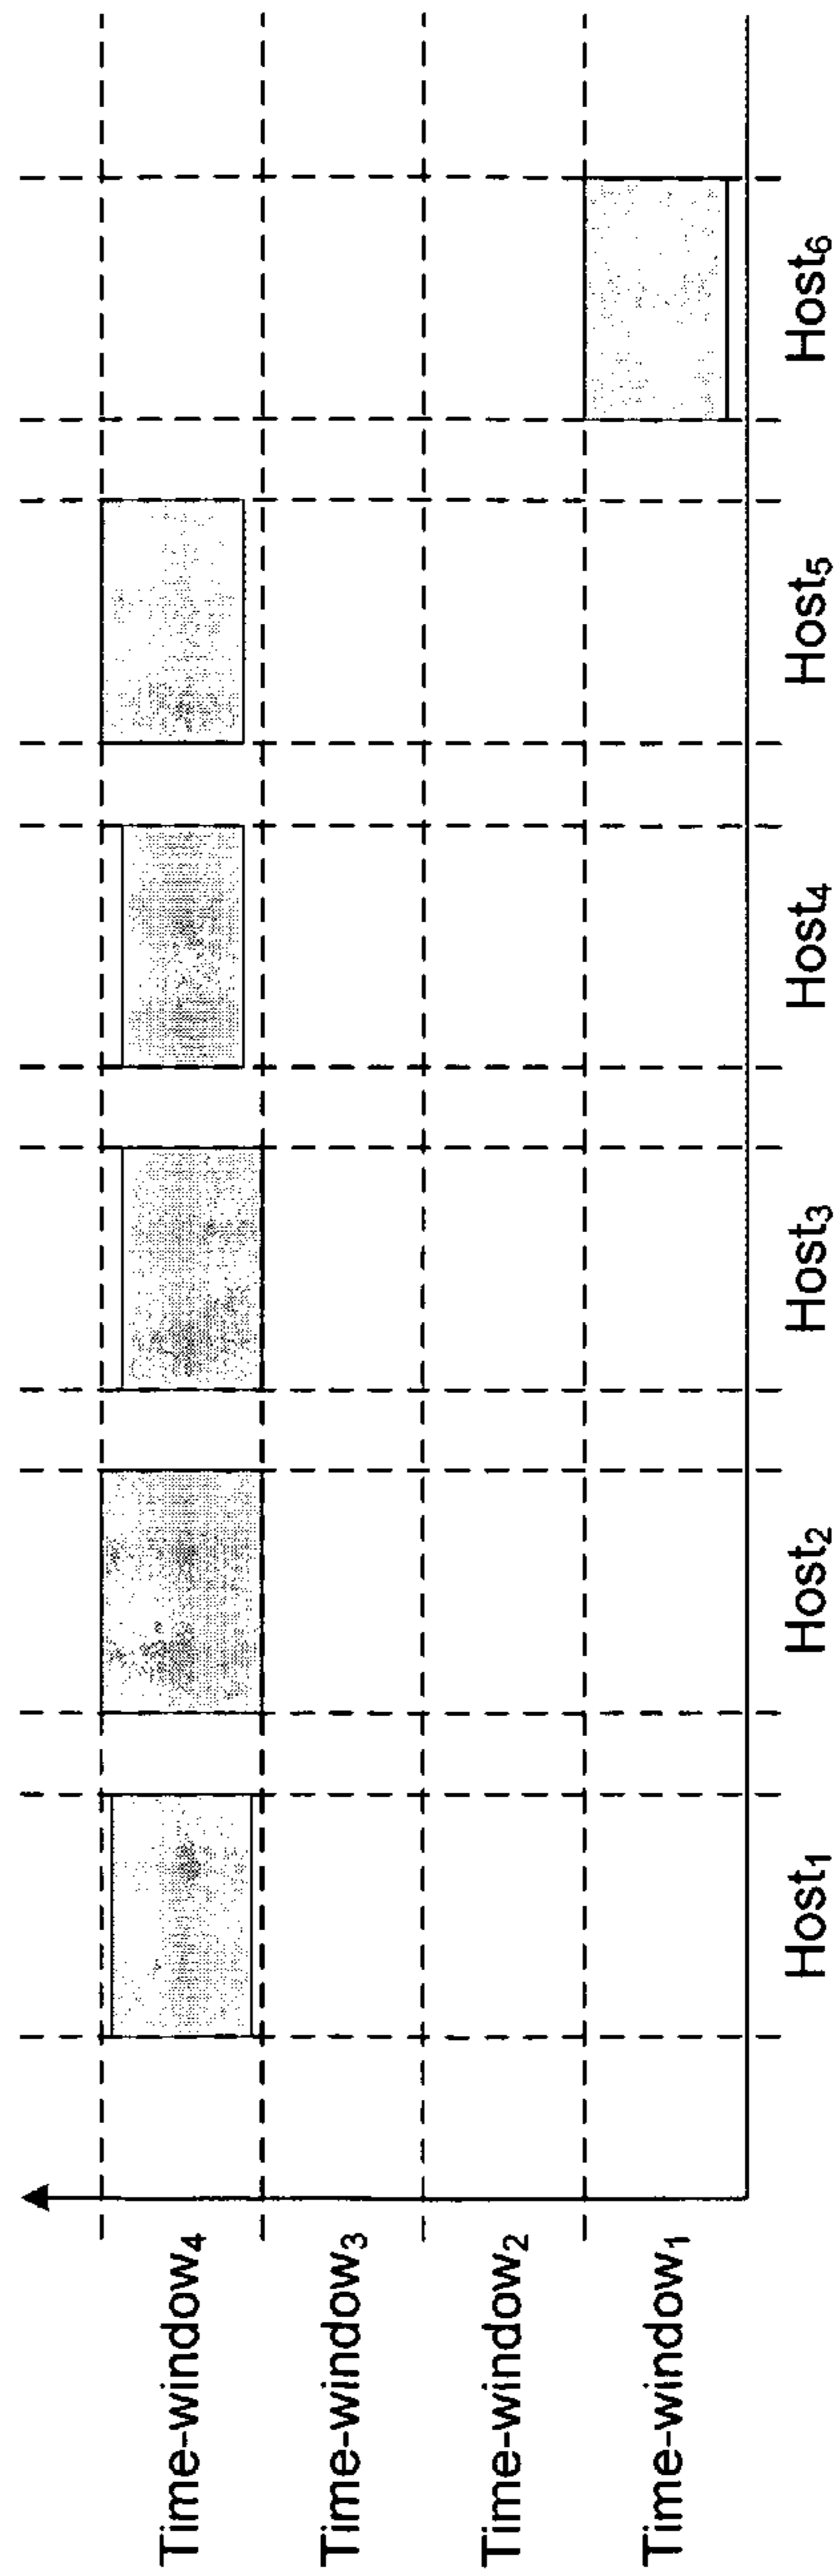 Time-window₄
Time-window₃
Time-window₂
Time-window₁
Host₁
Host₂
Host₃
Host₄
Host₅
Host₆